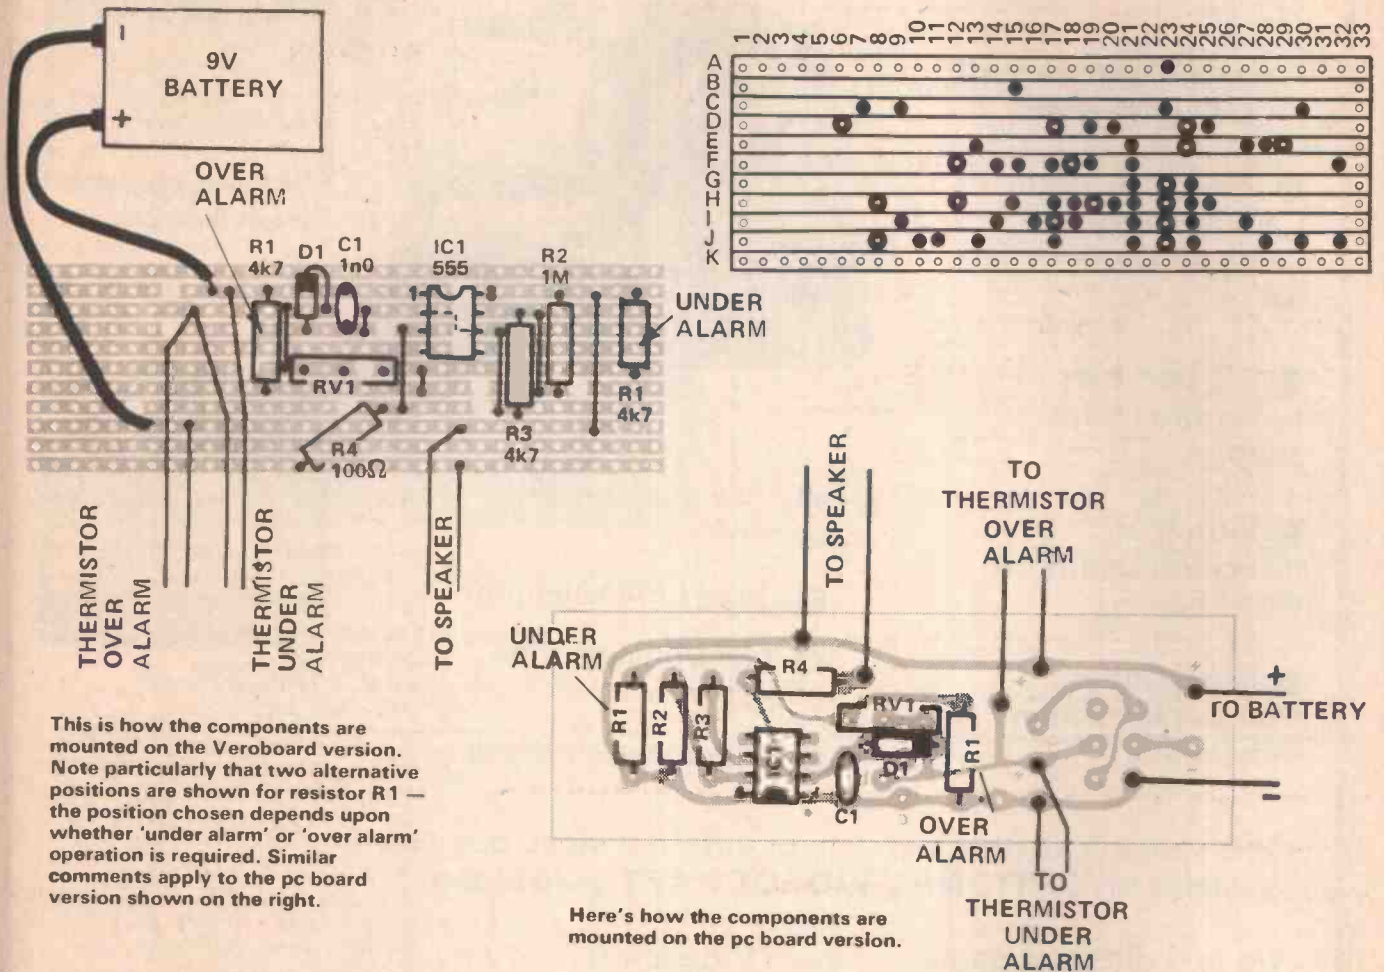 -
9V
BATTERY
+
OVER
ALARM
R1
4k7
D1
C1
1n0
IC1
555
R2
1M
1
8
UNDER
ALARM
RV1
R4
100Ω
R3
4k7
R1
4k7
THERMISTOR
OVER
ALARM
THERMISTOR
UNDER
ALARM
TO SPEAKER
This is how the components are
mounted on the Veroboard version.
Note particularly that two alternative
positions are shown for resistor R1 —
the position chosen depends upon
whether 'under alarm' or 'over alarm'
operation is required. Similar
comments apply to the pc board
version shown on the right.
1 2 3 4 5 6 7 8 9 10 11 12 13 14 15 16 17 18 19 20 21 22 23 24 25 26 27 28 29 30 31 32 33
A
B
C
D
E
F
G
H
I
J
K
TO SPEAKER
TO
THERMISTOR
OVER
ALARM
UNDER
ALARM
R4
R1
R2
R3
RV1
IC1
D1
R1
C1
+
TO BATTERY
-
OVER
ALARM
TO
THERMISTOR
UNDER
ALARM
Here's how the components are
mounted on the pc board version.